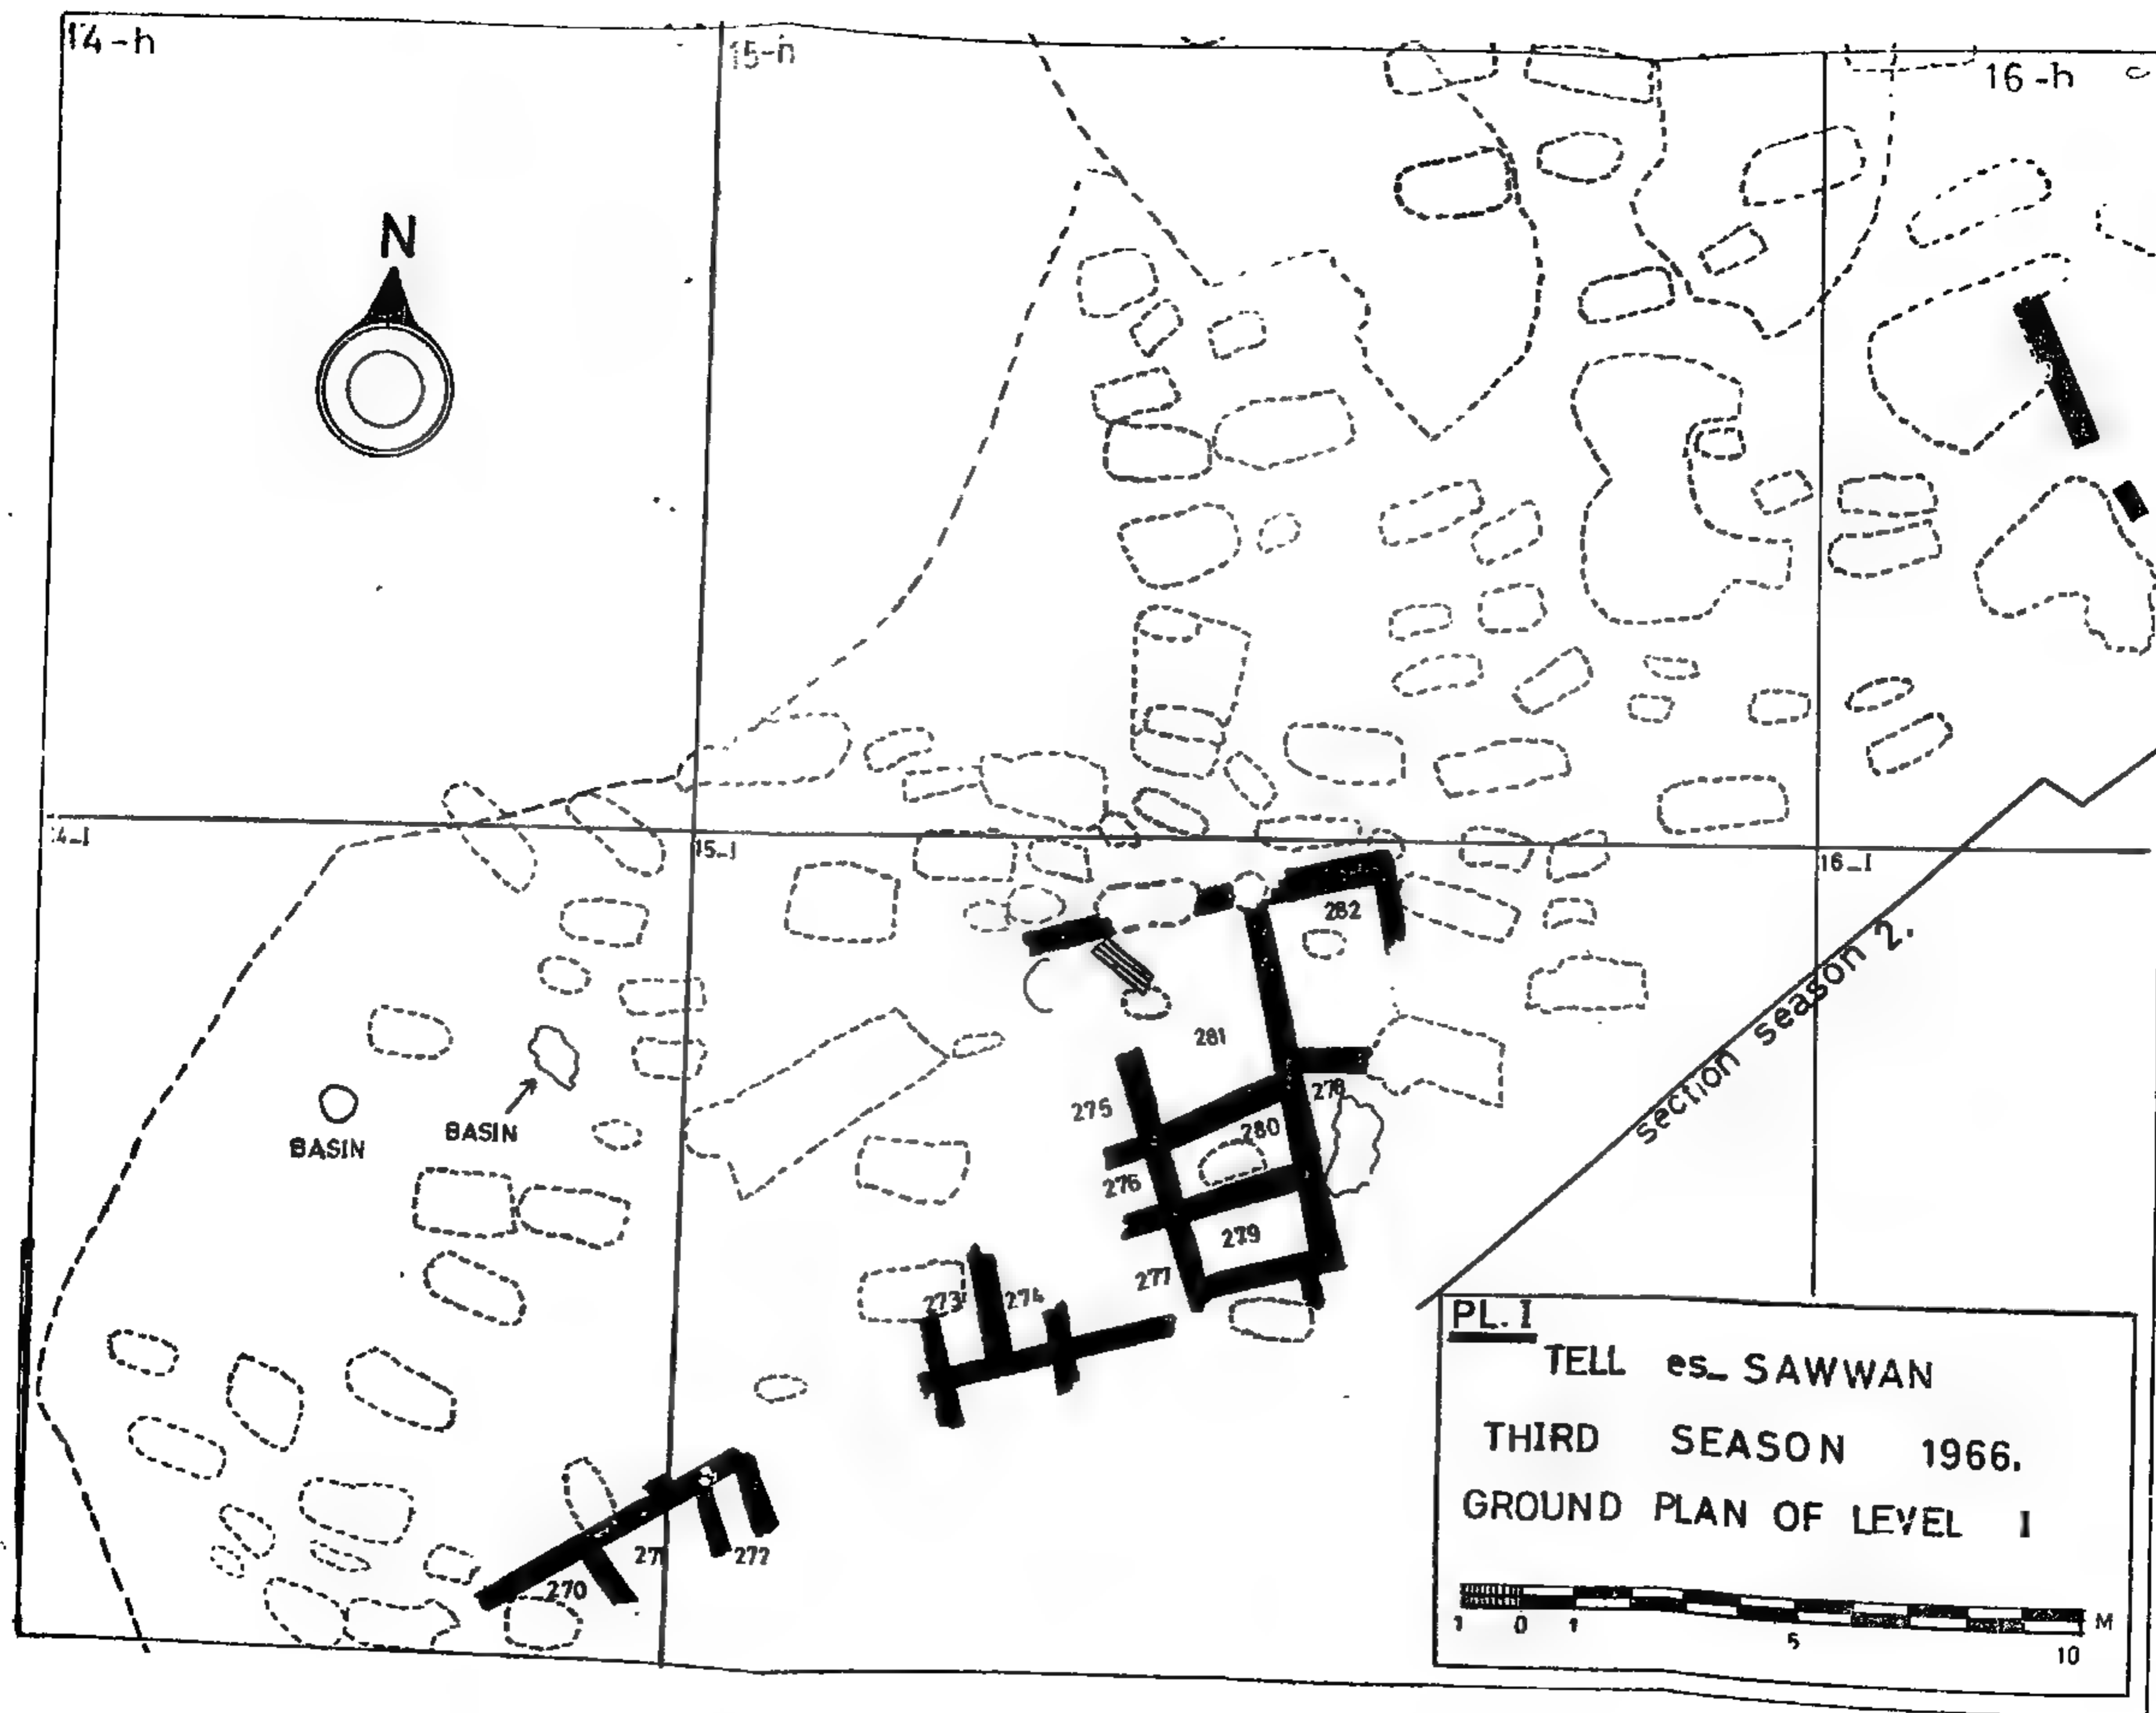 14-h
15-h
16-h
N
4-I
15-I
16-I
282
281
section season 2.
275
278
280
BASIN
BASIN
276
279
277
273
274
PL. I
TELL es_ SAWWAN
THIRD SEASON 1966.
GROUND PLAN OF LEVEL I
271
272
270
1 0 1 5 10 M